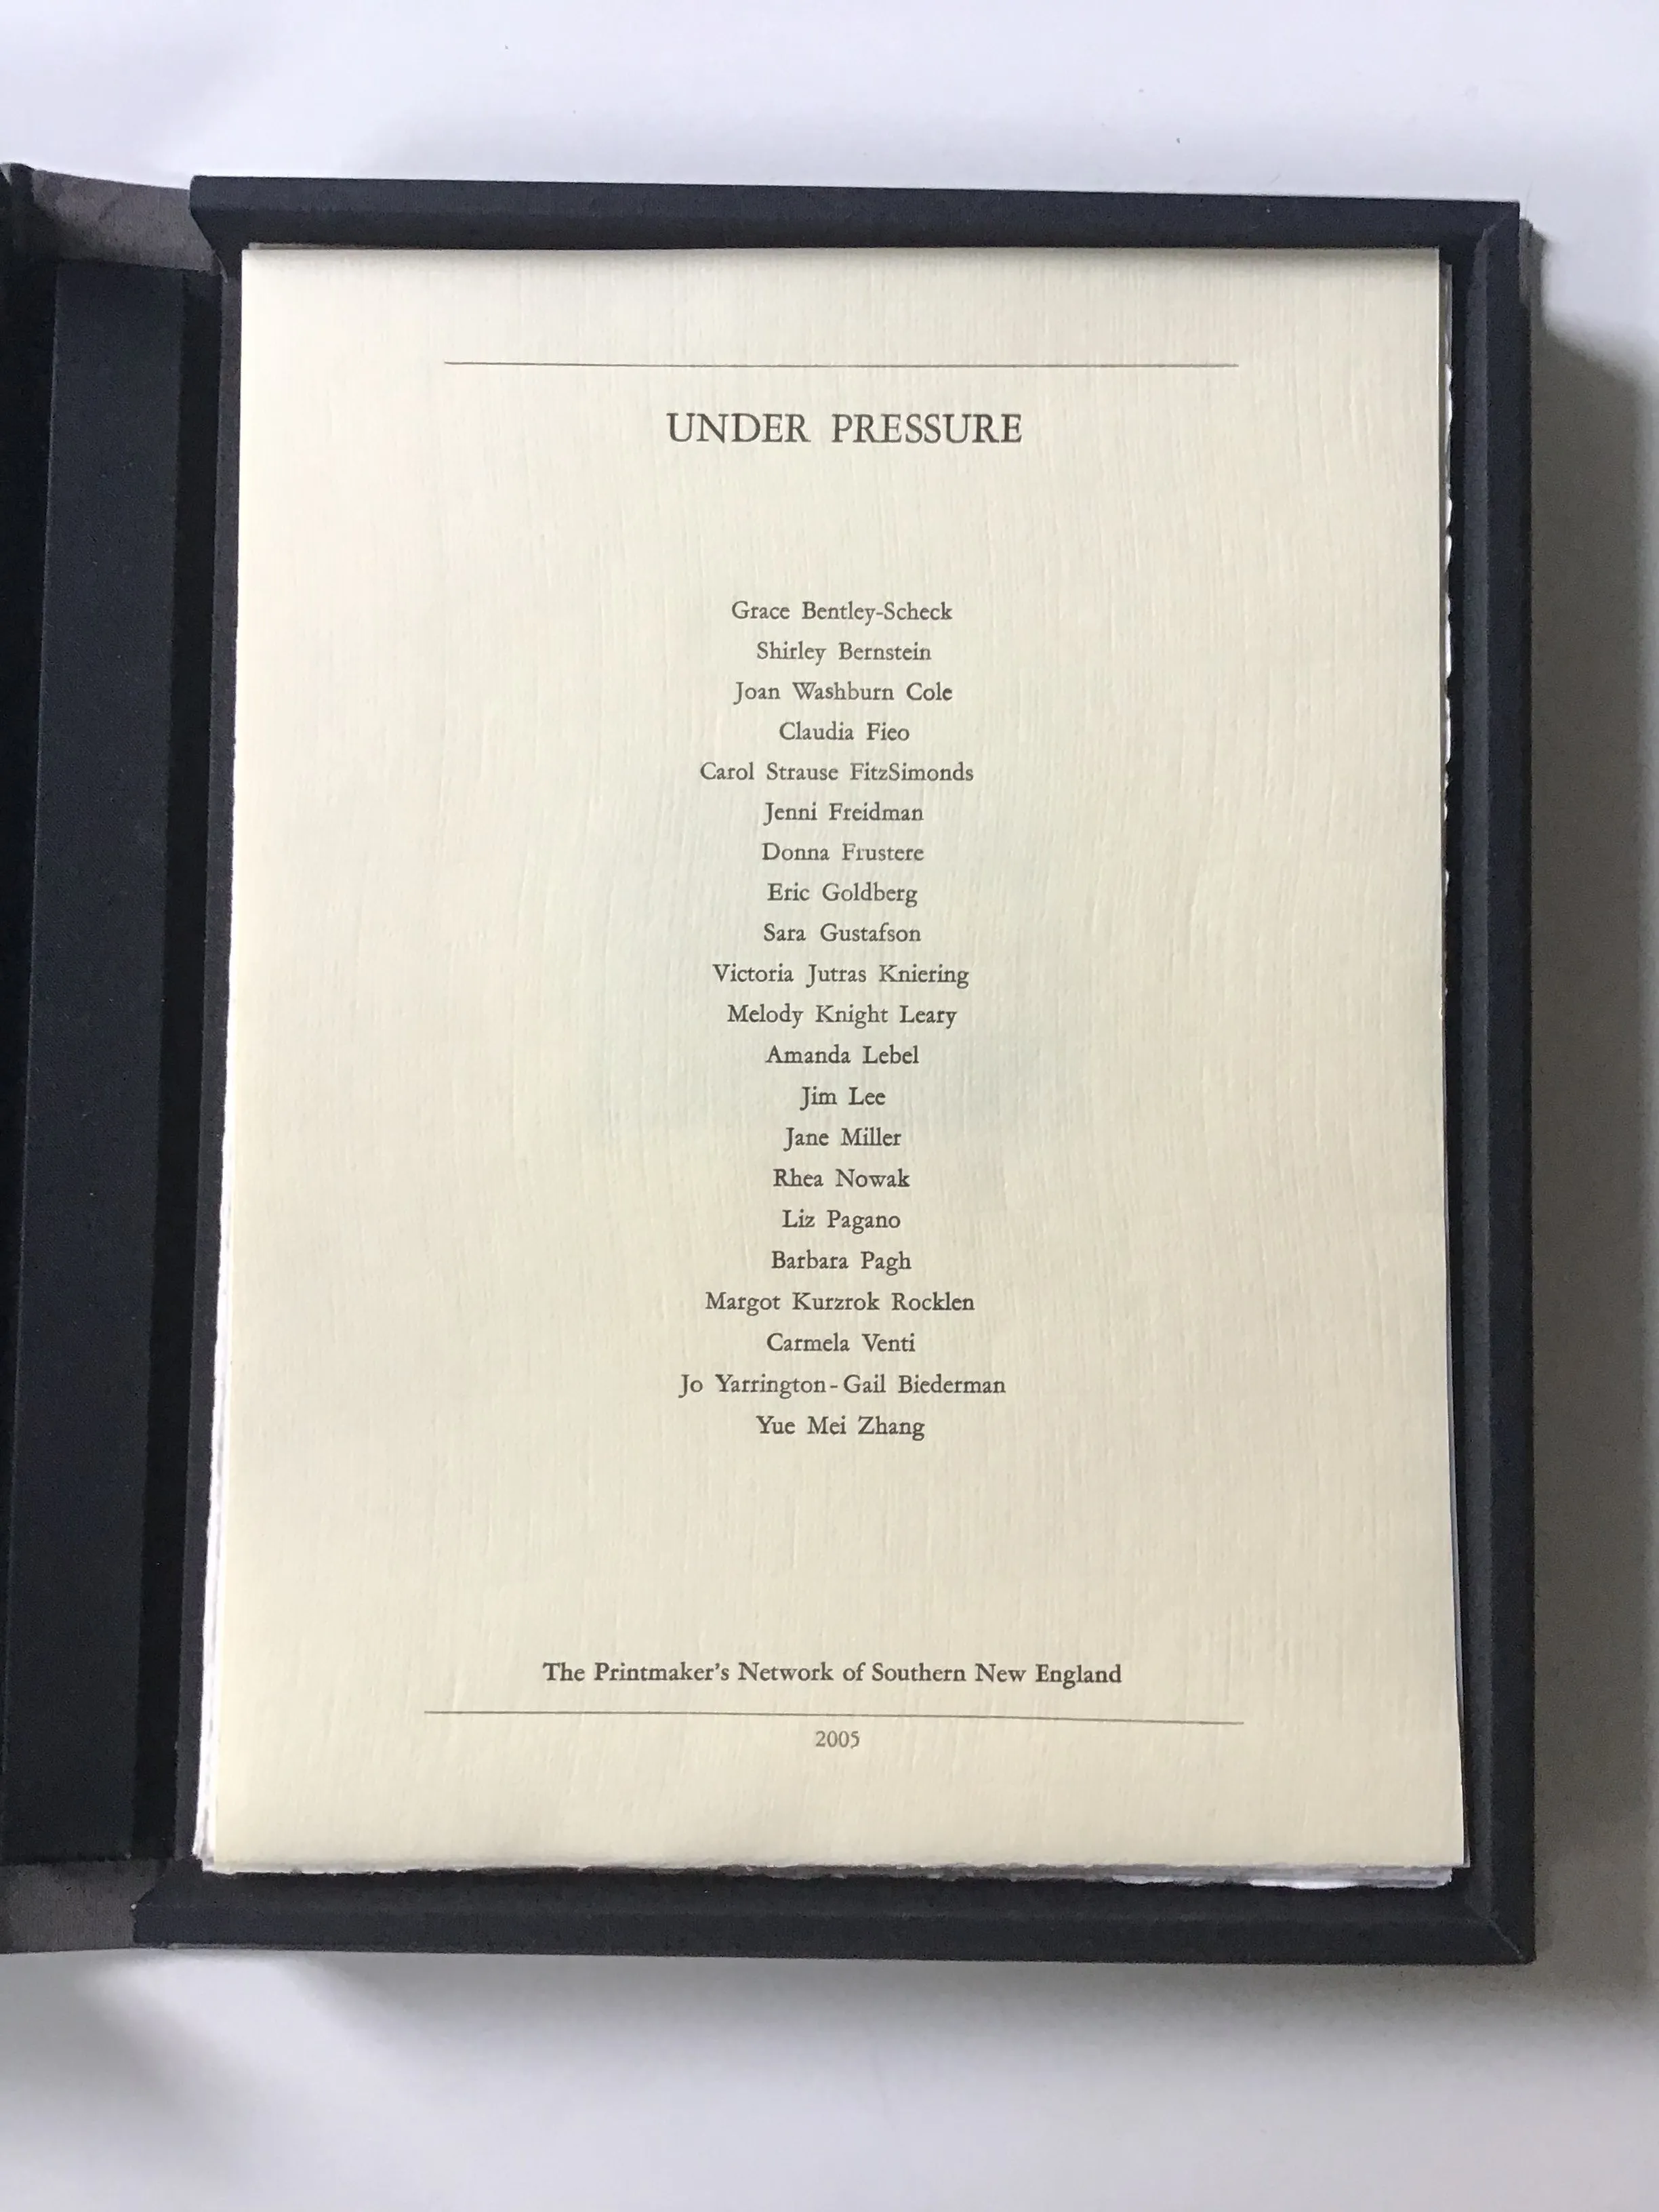 UNDER PRESSURE
Grace Bentley-Scheck
Shirley Bernstein
Joan Washburn Cole
Claudia Fieo
Carol Strause FitzSimonds
Jenni Freidman
Donna Frustere
Eric Goldberg
Sara Gustafson
Victoria Jutras Kniering
Melody Knight Leary
Amanda Lebel
Jim Lee
Jane Miller
Rhea Nowak
Liz Pagano
Barbara Pagh
Margot Kurzrok Rocklen
Carmela Venti
Jo Yarrington - Gail Biederman
Yue Mei Zhang
The Printmaker's Network of Southern New England
2005